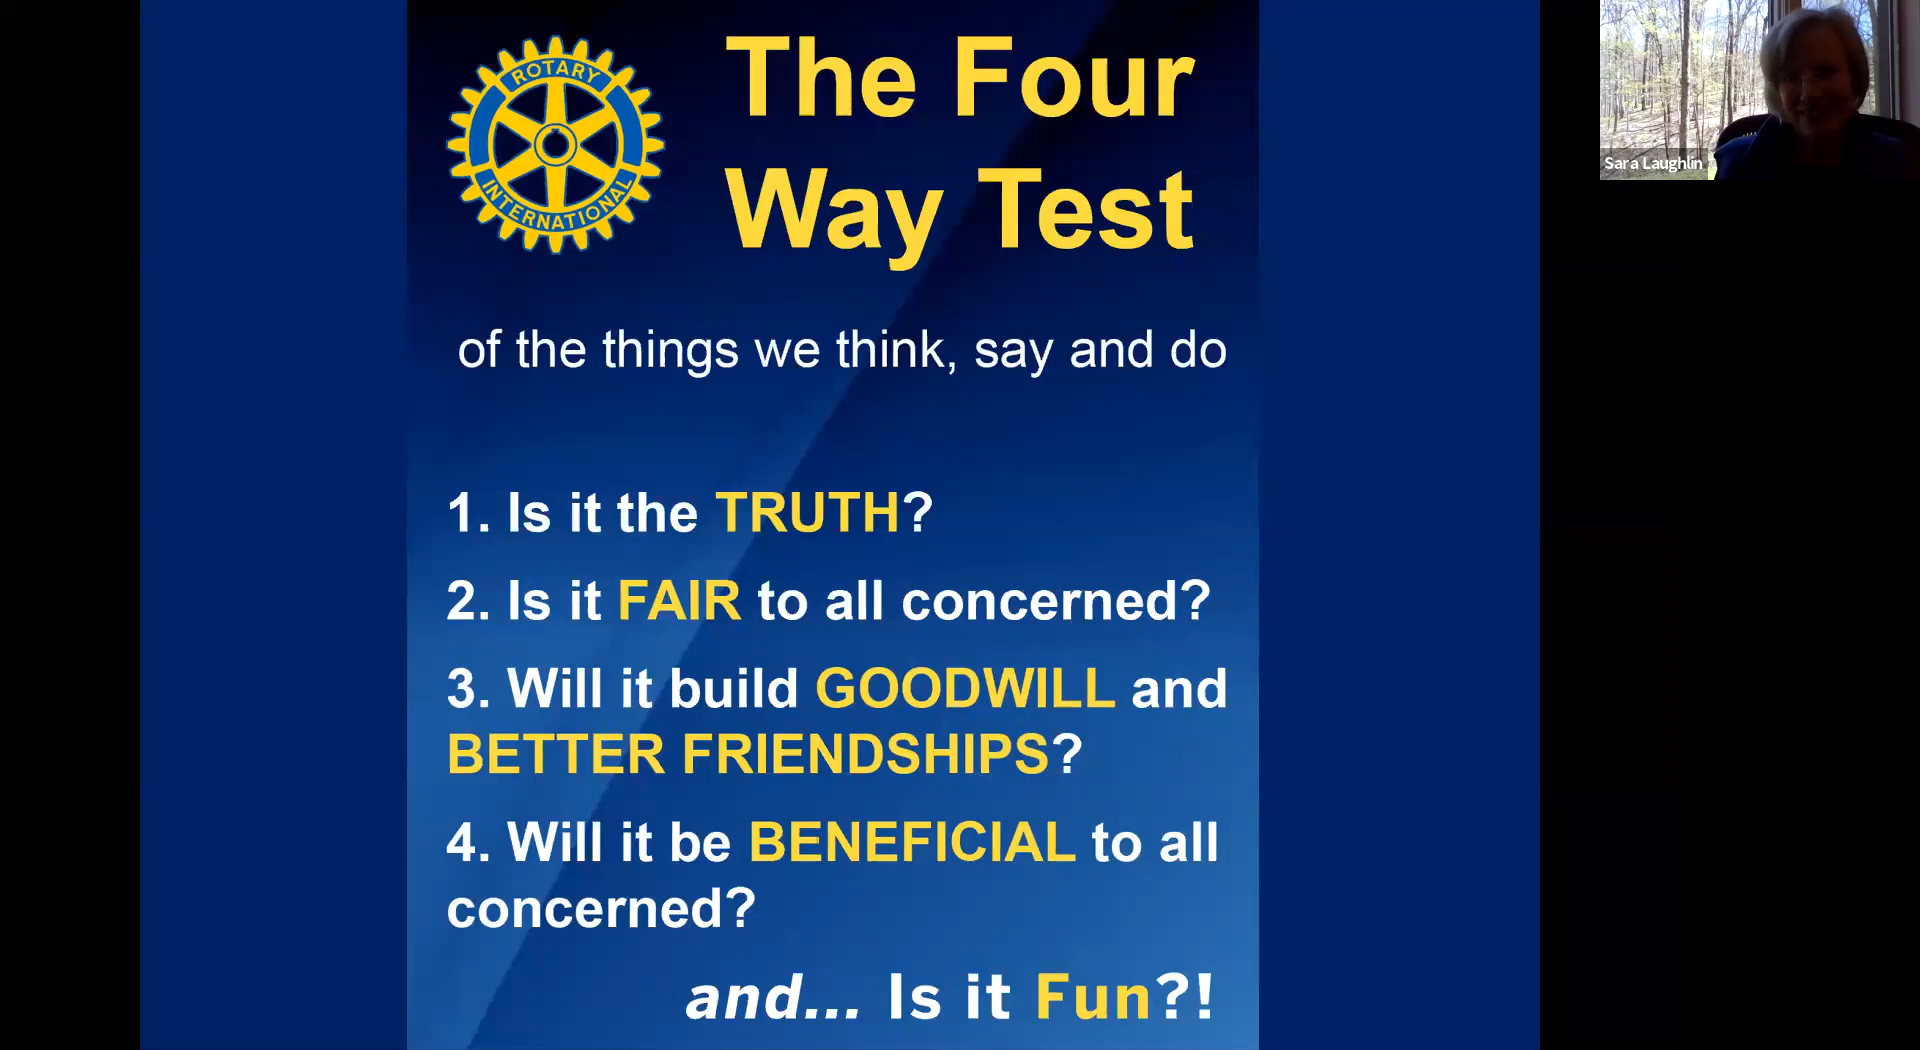 ROTARY
INTERNATIONAL
The Four
Way Test
of the things we think, say and do
1. Is it the TRUTH?
2. Is it FAIR to all concerned?
3. Will it build GOODWILL and
BETTER FRIENDSHIPS?
4. Will it be BENEFICIAL to all
concerned?
and... Is it Fun?!
Sara Laughlin